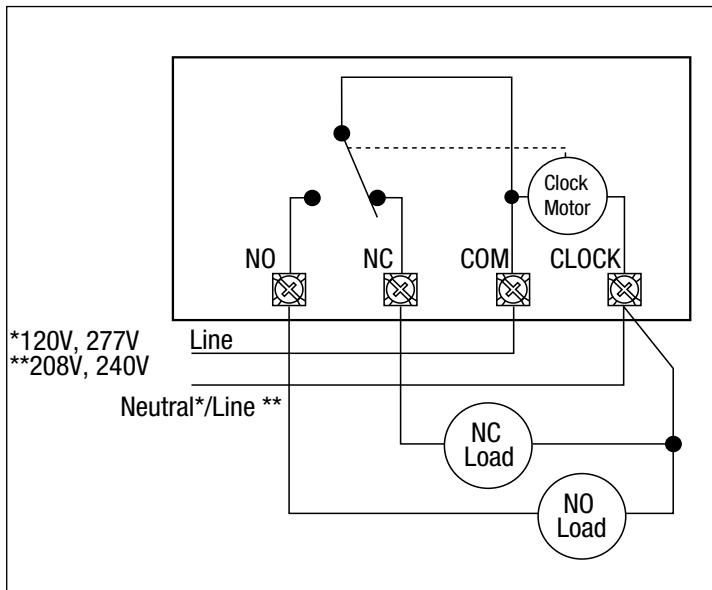 Clock
Motor
NO
NC
COM
CLOCK
*120V, 277V
**208V, 240V
Line
Neutral*/Line **
NC
Load
NO
Load